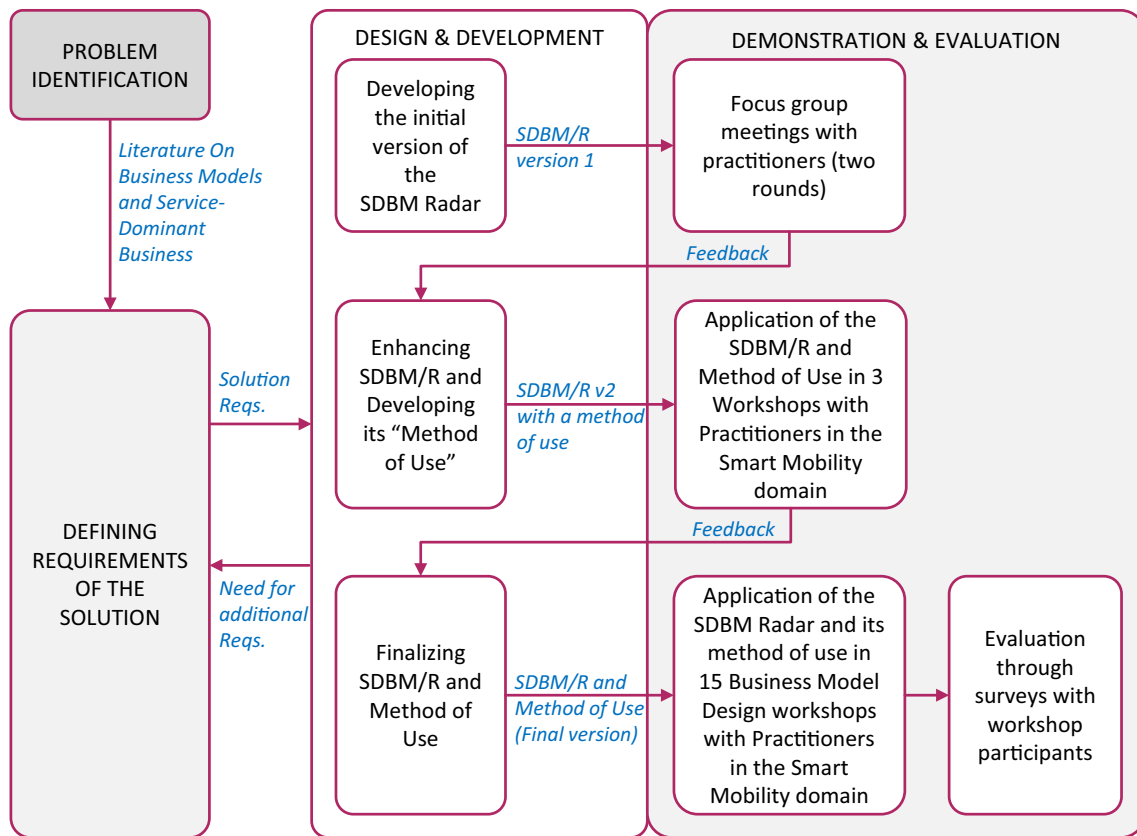 PROBLEM
IDENTIFICATION
Literature On
Business Models
and Service-
Dominant
Business
DEFINING
REQUIREMENTS
OF THE
SOLUTION
Solution
Reqs.
Need for
additional
Reqs.
DESIGN & DEVELOPMENT
Developing
the initial
version of
the
SDBM Radar
SDBM/R
version 1
Enhancing
SDBM/R and
Developing
its “Method
of Use”
SDBM/R v2
with a method
of use
Finalizing
SDBM/R and
Method of
Use
SDBM/R and
Method of Use
(Final version)
DEMONSTRATION & EVALUATION
Focus group
meetings with
practitioners (two
rounds)
Feedback
Application of the
SDBM/R and
Method of Use in 3
Workshops with
Practitioners in the
Smart Mobility
domain
Feedback
Application of the
SDBM Radar and its
method of use in
15 Business Model
Design workshops
with Practitioners
in the Smart
Mobility domain
Evaluation
through
surveys with
workshop
participants